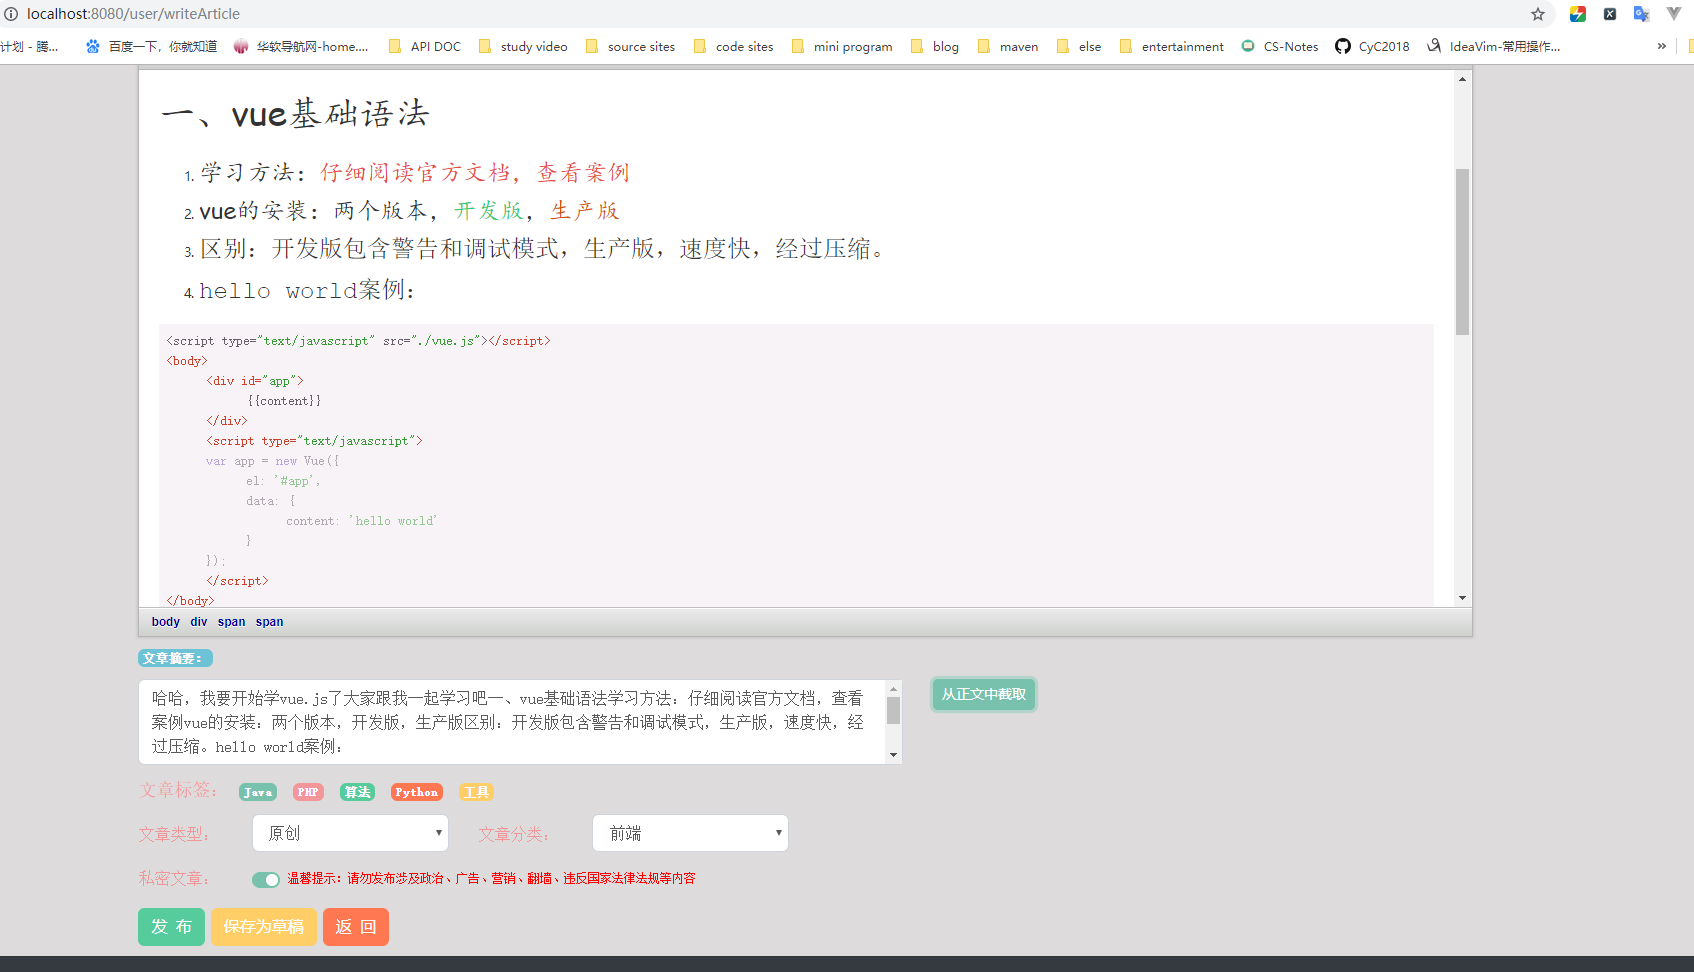 localhost:8080/user/writeArticle
计划 - 腾... 百度一下，你就知道 华软导航网-home.... API DOC study video source sites code sites mini program blog maven else entertainment CS-Notes CyC2018 IdeaVim-常用操作... »
一、vue基础语法
1. 学习方法：仔细阅读官方文档，查看案例
2. vue的安装：两个版本，开发版，生产版
3. 区别：开发版包含警告和调试模式，生产版，速度快，经过压缩。
4. hello world案例：
<script type="text/javascript" src="./vue.js"></script>
<body>
<div id="app">
{{content}}
</div>
<script type="text/javascript">
var app = new Vue({
el: '#app',
data: {
content: 'hello world'
}
});
</script>
</body>
body div span span
文章摘要：
哈哈，我要开始学vue.js了大家跟我一起学习吧一、vue基础语法学习方法：仔细阅读官方文档，查看
案例vue的安装：两个版本，开发版，生产版区别：开发版包含警告和调试模式，生产版，速度快，经
过压缩。hello world案例：
从正文中截取
文章标签： Java PHP 算法 Python 工具
文章类型： 原创 文章分类： 前端
私密文章： 温馨提示：请勿发布涉及政治、广告、营销、翻墙、违反国家法律法规等内容
发 布 保存为草稿 返 回